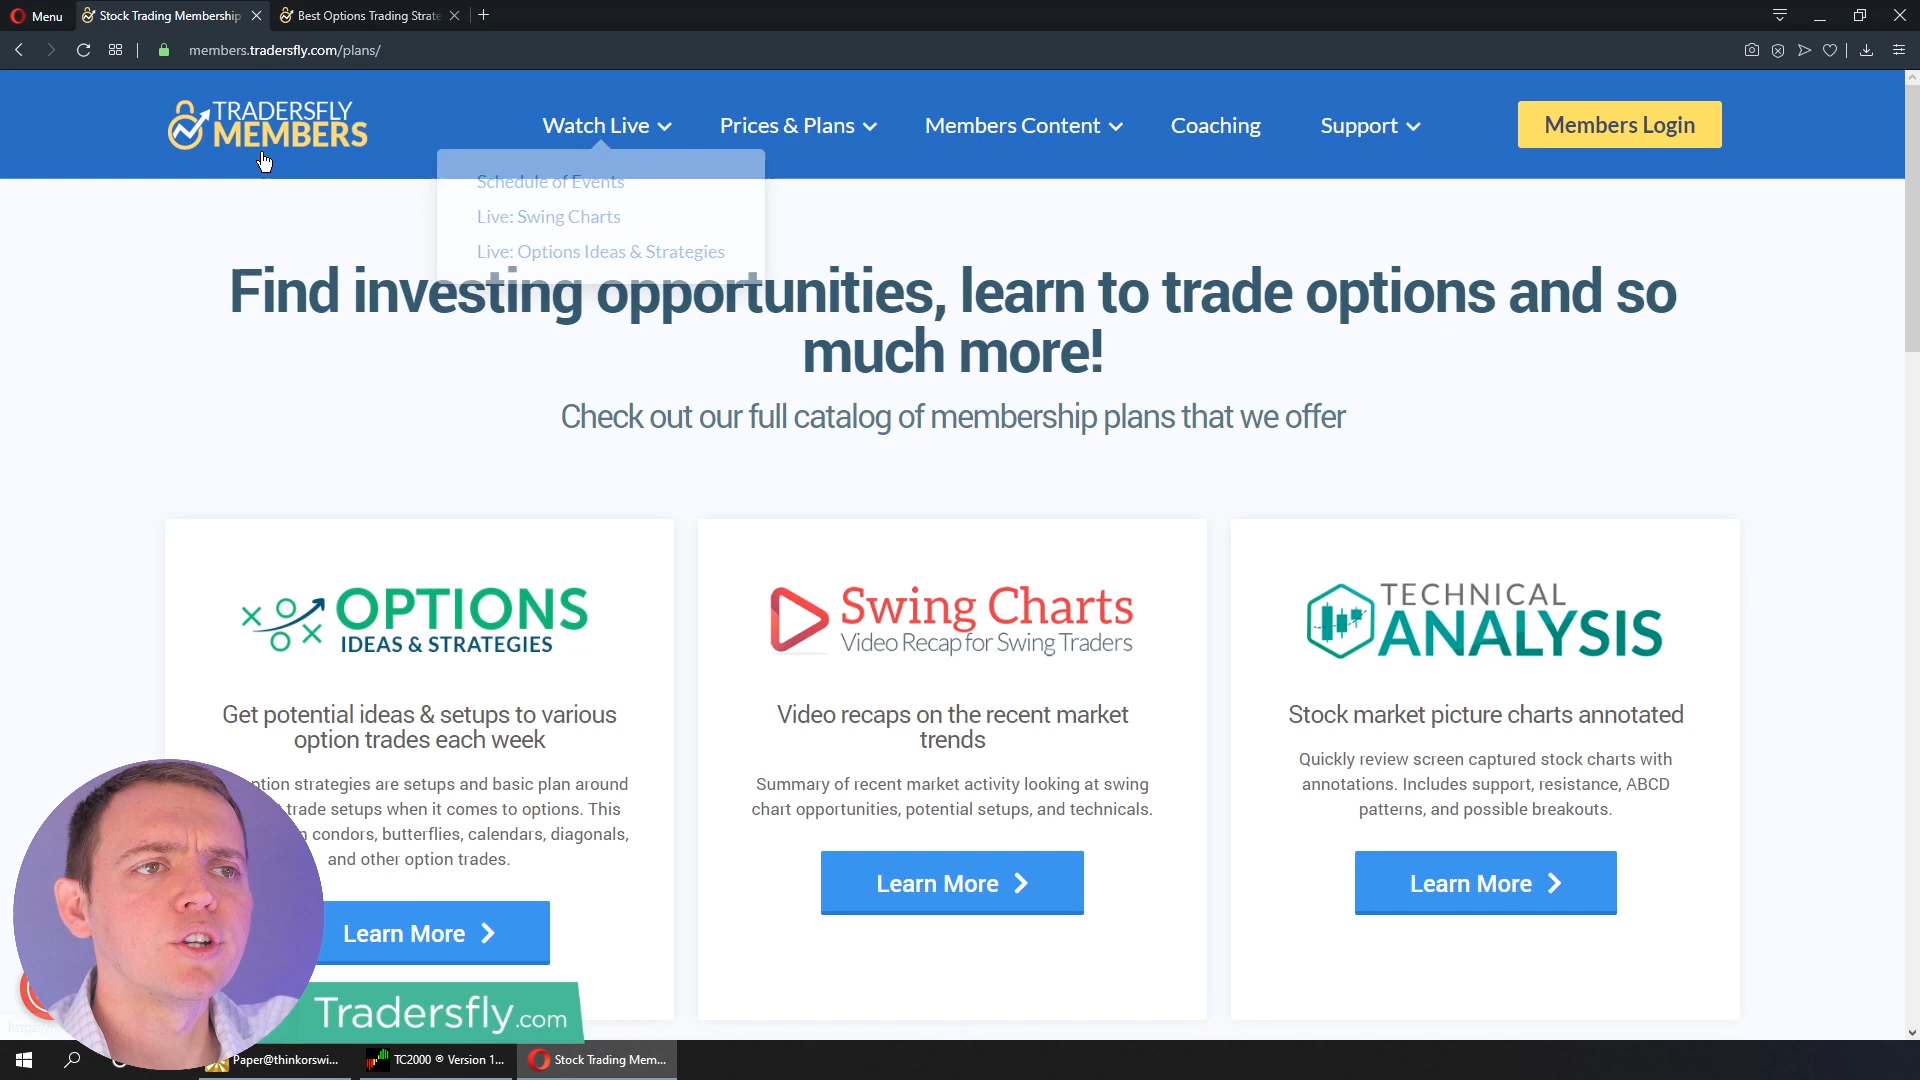 Menu
Stock Trading Membership
Best Options Trading Strate
members.tradersfly.com/plans/
TRADERSFLY
MEMBERS
Watch Live
Prices & Plans
Members Content
Coaching
Support
Members Login
Schedule of Events
Live: Swing Charts
Live: Options Ideas & Strategies
Find investing opportunities, learn to trade options and so
much more!
Check out our full catalog of membership plans that we offer
OPTIONS
IDEAS & STRATEGIES
Get potential ideas & setups to various
option trades each week
ption strategies are setups and basic plan around
trade setups when it comes to options. This
condors, butterflies, calendars, diagonals,
and other option trades.
Learn More
Swing Charts
Video Recap for Swing Traders
Video recaps on the recent market
trends
Summary of recent market activity looking at swing
chart opportunities, potential setups, and technicals.
Learn More
TECHNICAL
ANALYSIS
Stock market picture charts annotated
Quickly review screen captured stock charts with
annotations. Includes support, resistance, ABCD
patterns, and possible breakouts.
Learn More
Tradersfly.com
Paper@thinkorswi...
TC2000 ® Version 1...
Stock Trading Mem...